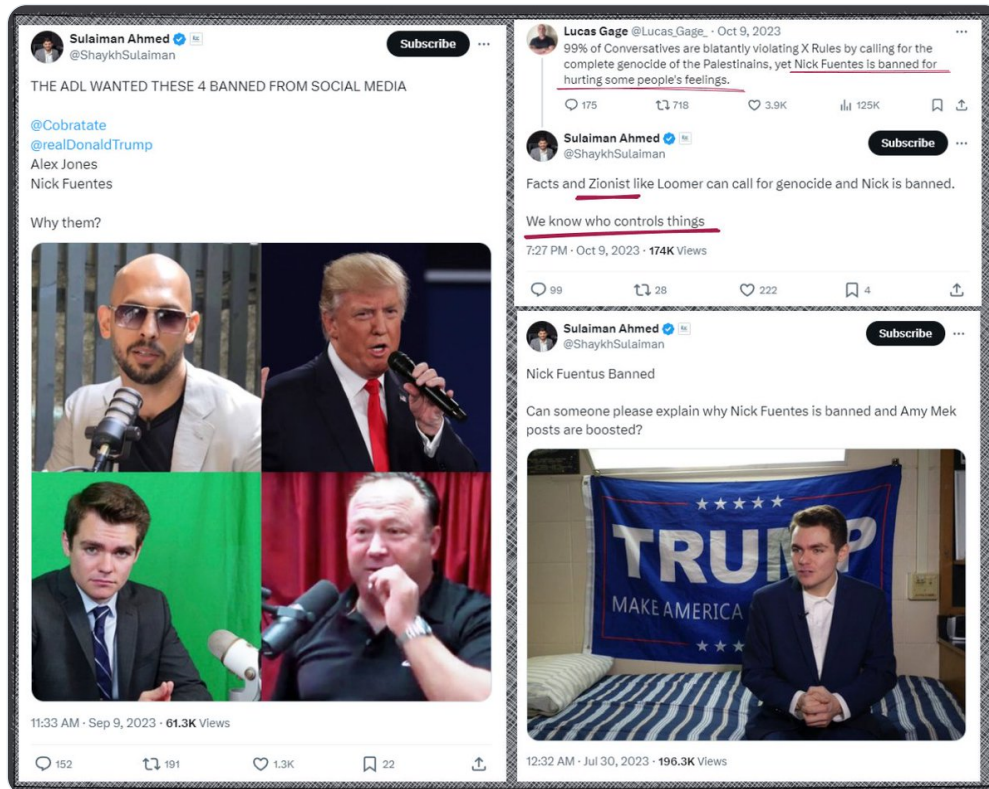 Sulaiman Ahmed
@ShaykhSulaiman
Subscribe
THE ADL WANTED THESE 4 BANNED FROM SOCIAL MEDIA
@Cobratate
@realDonaldTrump
Alex Jones
Nick Fuentes
Why them?
11:33 AM · Sep 9, 2023 · 61.3K Views
152
191
1.3K
22
Lucas Gage @Lucas_Gage_ · Oct 9, 2023
99% of Conservatives are blatantly violating X Rules by calling for the
complete genocide of the Palestinains, yet Nick Fuentes is banned for
hurting some people's feelings.
175
718
3.9K
125K
Sulaiman Ahmed
@ShaykhSulaiman
Subscribe
Facts and Zionist like Loomer can call for genocide and Nick is banned.
We know who controls things
7:27 PM · Oct 9, 2023 · 174K Views
99
28
222
4
Sulaiman Ahmed
@ShaykhSulaiman
Subscribe
Nick Fuentus Banned
Can someone please explain why Nick Fuentes is banned and Amy Mek
posts are boosted?
TRUMP
MAKE AMERICA
12:32 AM · Jul 30, 2023 · 196.3K Views